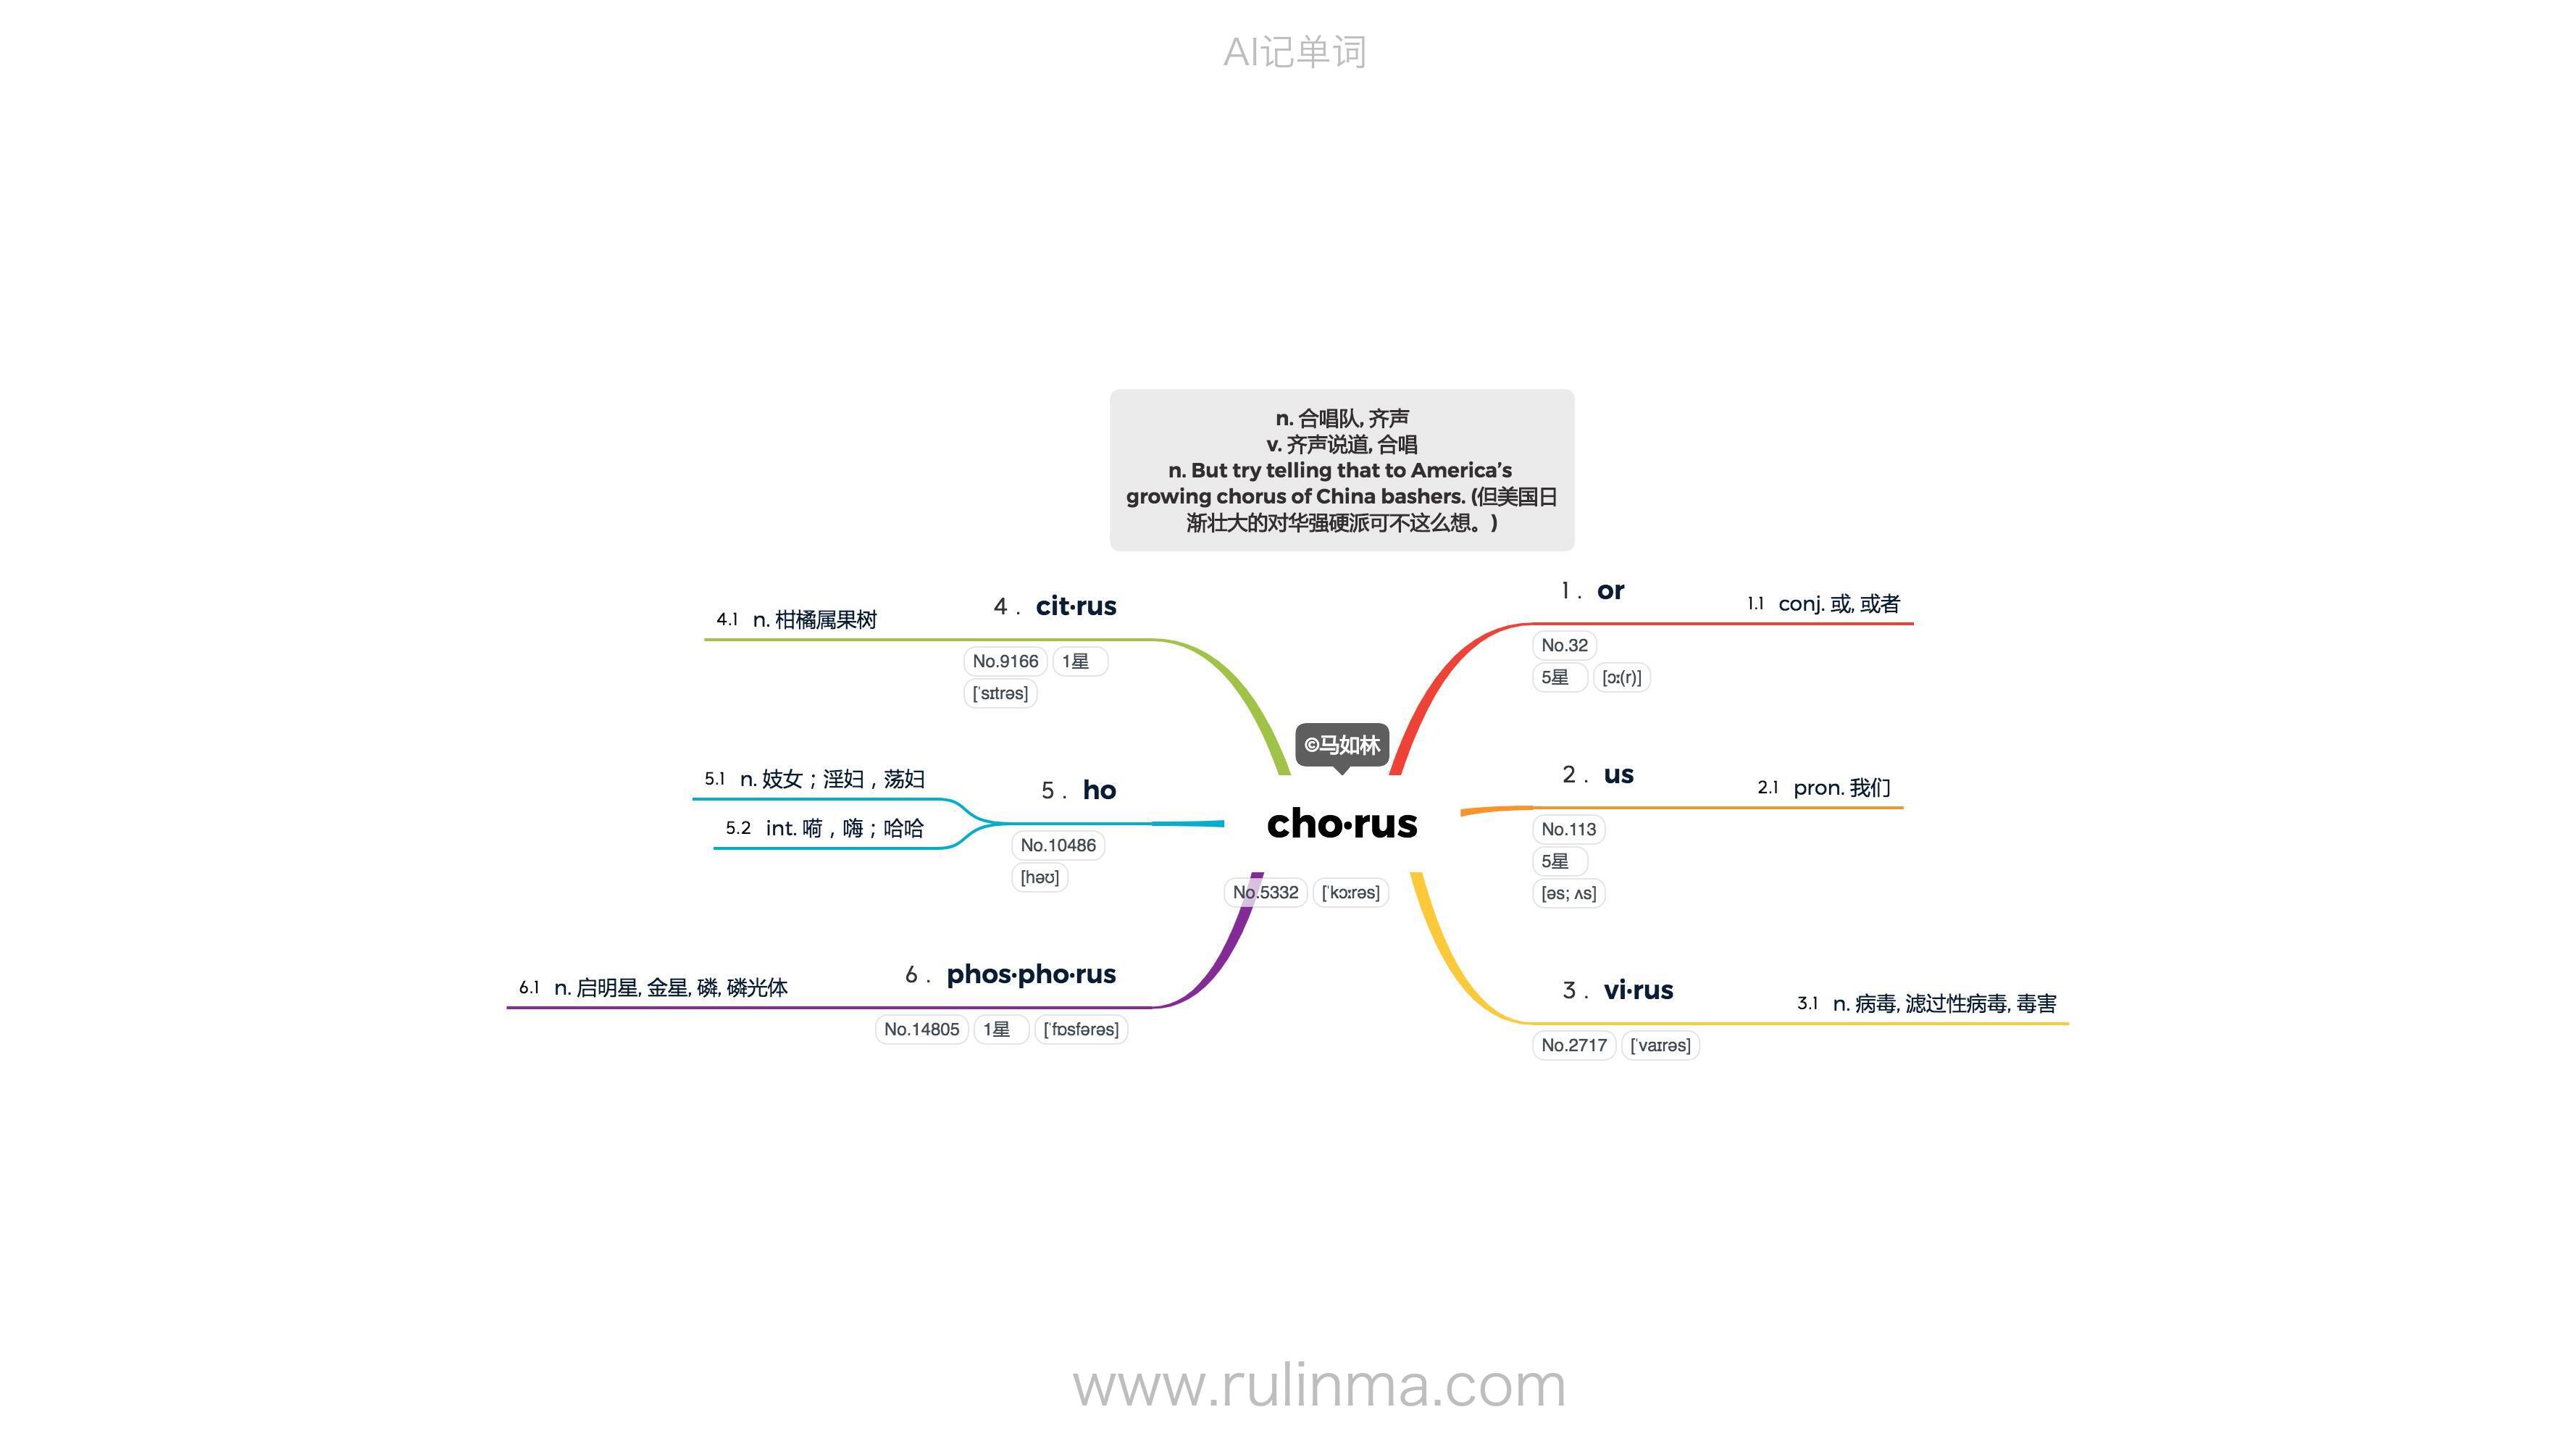 AI记单词
n. 合唱队, 齐声
v. 齐声说道, 合唱
n. But try telling that to America’s
growing chorus of China bashers. (但美国日
渐壮大的对华强硬派可不这么想。)
©马如林
cho·rus
No.5332 [ˈkɔːrəs]
1 . or
No.32
5星 [ɔː(r)]
1.1 conj. 或, 或者
2 . us
No.113
5星
[əs; ʌs]
2.1 pron. 我们
3 . vi·rus
No.2717 [ˈvaɪrəs]
3.1 n. 病毒, 滤过性病毒, 毒害
4 . cit·rus
No.9166 1星
[ˈsɪtrəs]
4.1 n. 柑橘属果树
5 . ho
No.10486
[həʊ]
5.1 n. 妓女；淫妇，荡妇
5.2 int. 嗬，嗨；哈哈
6 . phos·pho·rus
No.14805 1星 [ˈfɒsfərəs]
6.1 n. 启明星, 金星, 磷, 磷光体
www.rulinma.com